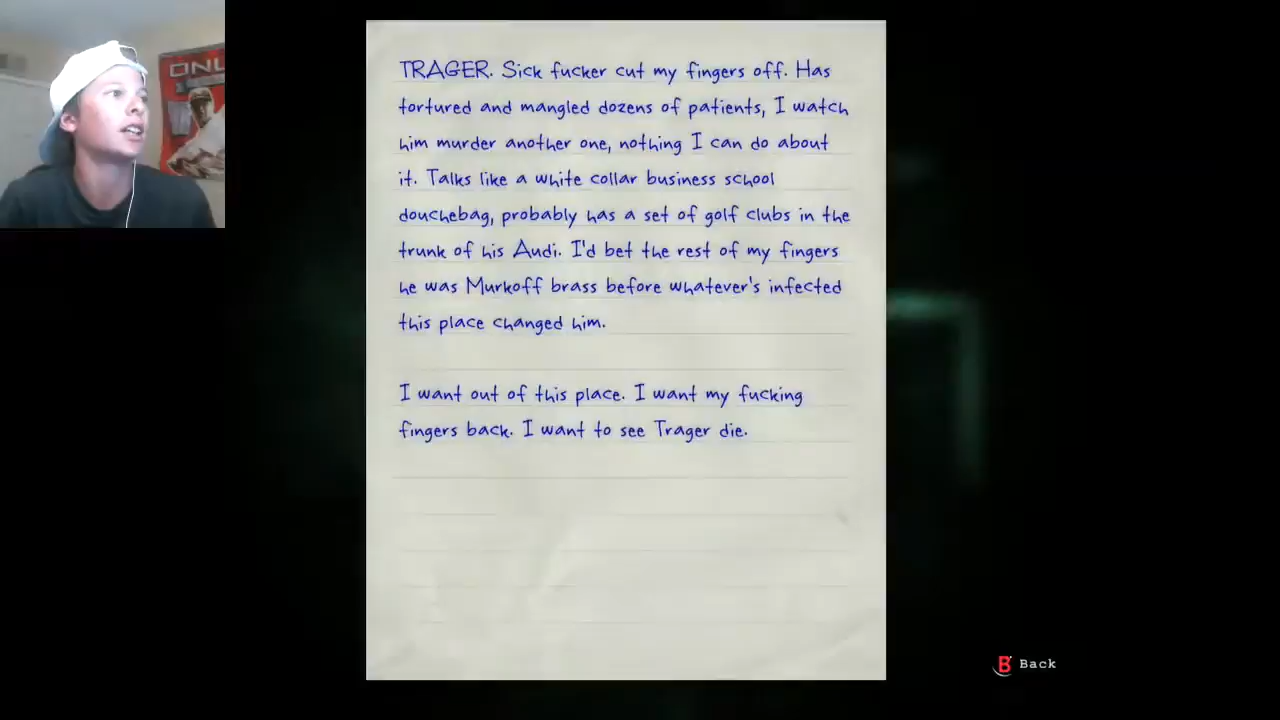 ONL
TRAGER. Sick fucker cut my fingers off. Has
tortured and mangled dozens of patients, I watch
him murder another one, nothing I can do about
it. Talks like a white collar business school
douchebag, probably has a set of golf clubs in the
trunk of his Audi. I'd bet the rest of my fingers
he was Murkoff brass before whatever's infected
this place changed him.
I want out of this place. I want my fucking
fingers back. I want to see Trager die.
B Back